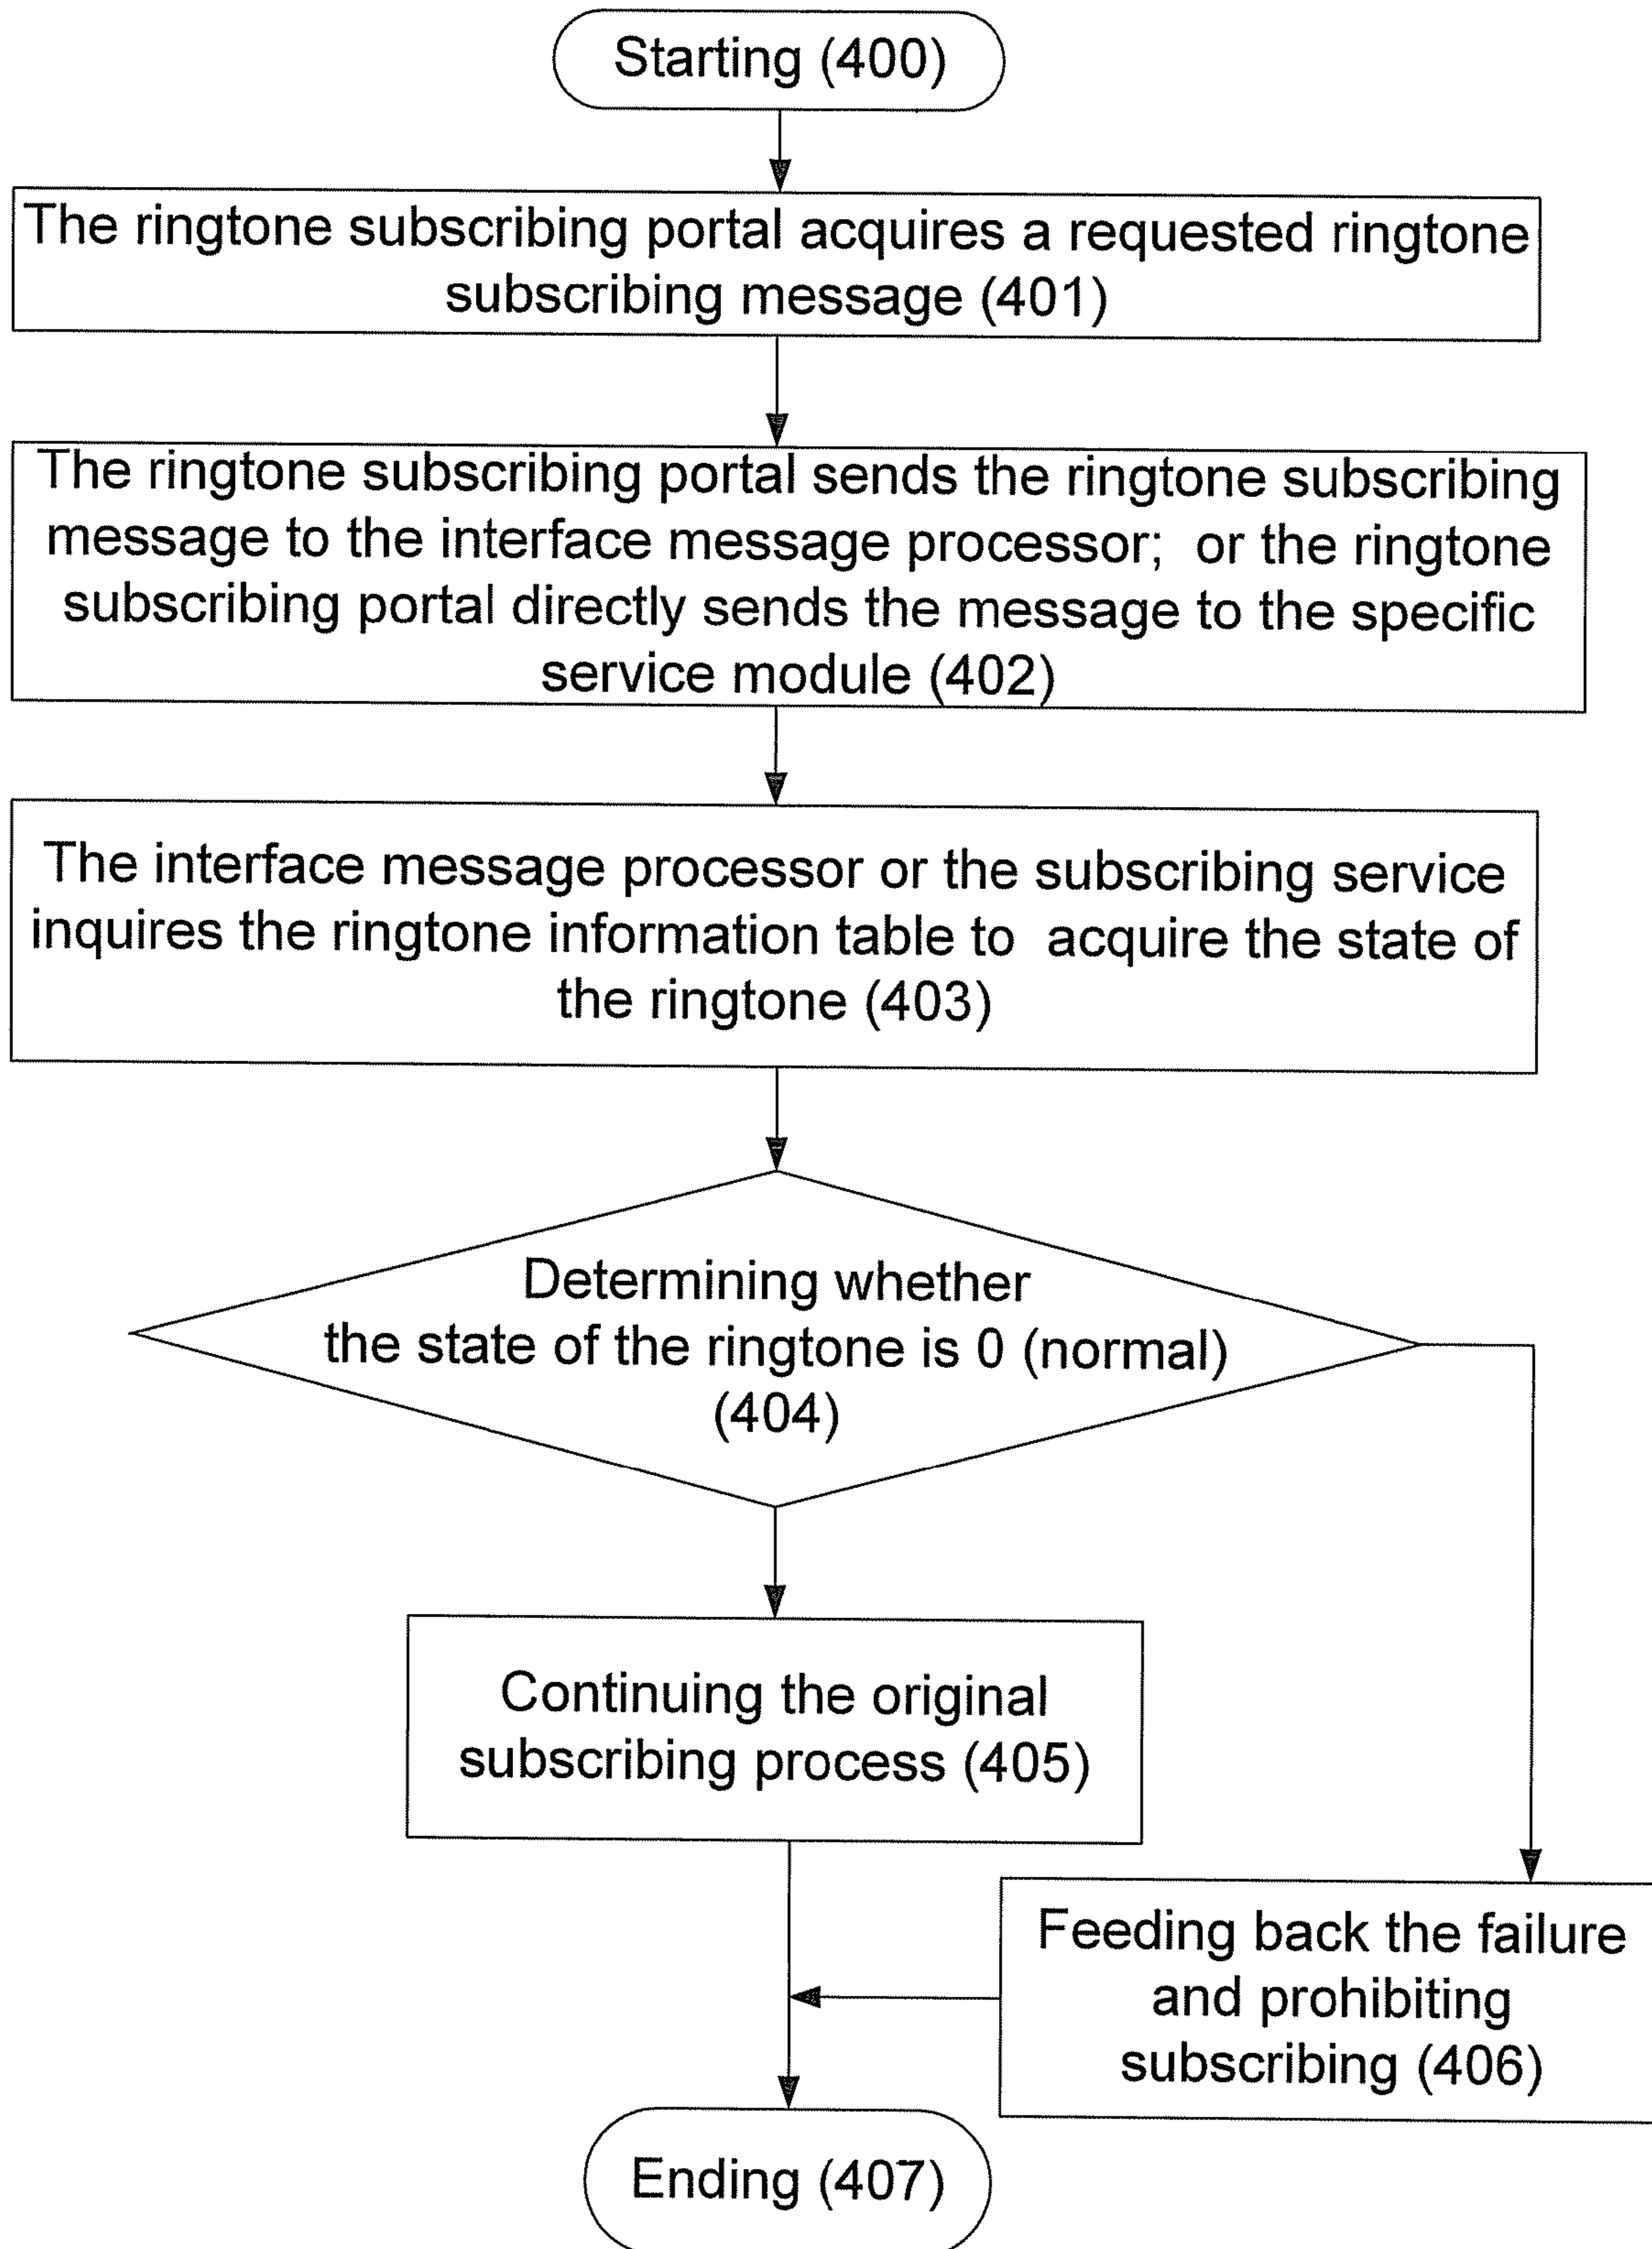 Starting (400)
The ringtone subscribing portal acquires a requested ringtone
subscribing message (401)
The ringtone subscribing portal sends the ringtone subscribing
message to the interface message processor; or the ringtone
subscribing portal directly sends the message to the specific
service module (402)
The interface message processor or the subscribing service
inquires the ringtone information table to acquire the state of
the ringtone (403)
Determining whether
the state of the ringtone is 0 (normal)
(404)
Continuing the original
subscribing process (405)
Feeding back the failure
and prohibiting
subscribing (406)
Ending (407)